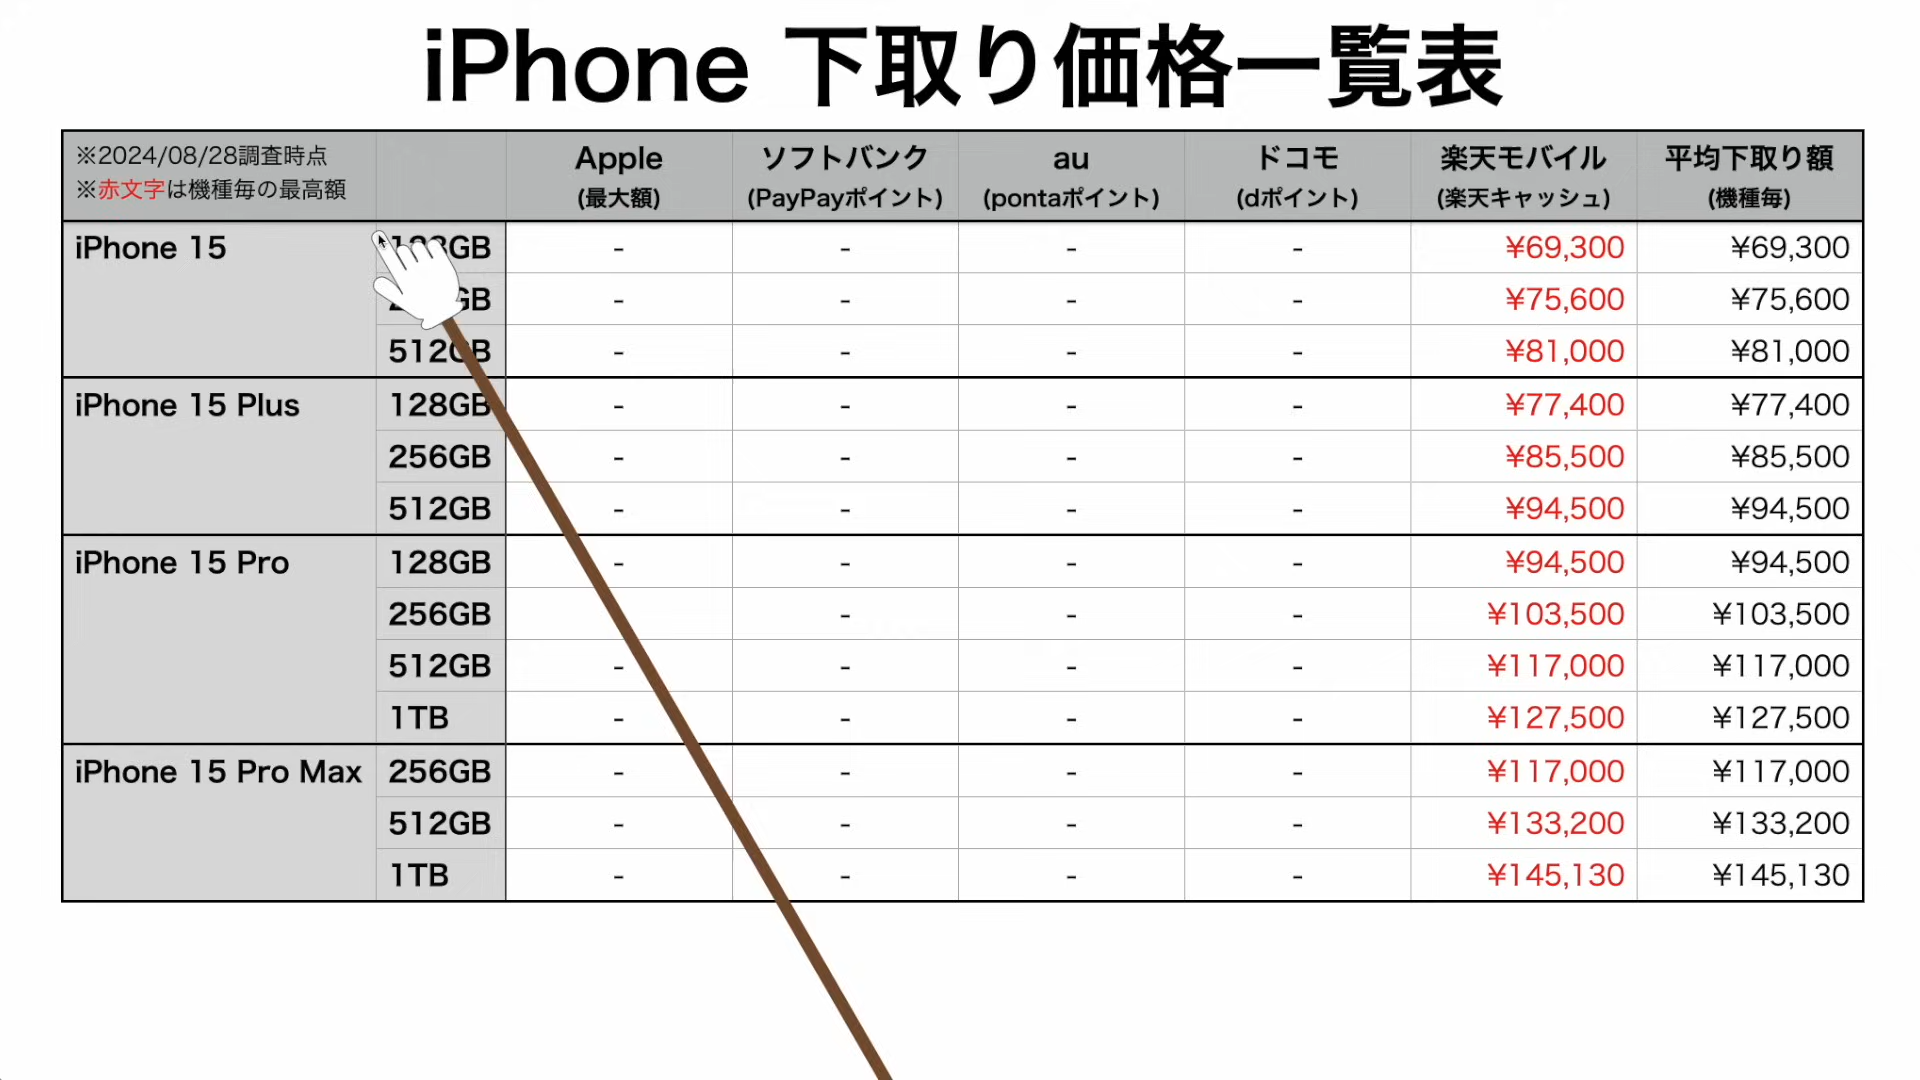 iPhone 下取り価格一覧表
※2024/08/28調査時点
※赤文字は機種毎の最高額
Apple (最大額)
ソフトバンク (PayPayポイント)
au (pontaポイント)
ドコモ (dポイント)
楽天モバイル (楽天キャッシュ)
平均下取り額 (機種毎)
iPhone 15 - - - - ¥69,300 ¥69,300
- - - - ¥75,600 ¥75,600
512GB - - - - ¥81,000 ¥81,000
iPhone 15 Plus 128GB - - - - ¥77,400 ¥77,400
256GB - - - - ¥85,500 ¥85,500
512GB - - - - ¥94,500 ¥94,500
iPhone 15 Pro 128GB - - - - ¥94,500 ¥94,500
256GB - - - ¥103,500 ¥103,500
512GB - - - - ¥117,000 ¥117,000
1TB - - - - ¥127,500 ¥127,500
iPhone 15 Pro Max 256GB - - - - ¥117,000 ¥117,000
512GB - - - - ¥133,200 ¥133,200
1TB - - - - ¥145,130 ¥145,130